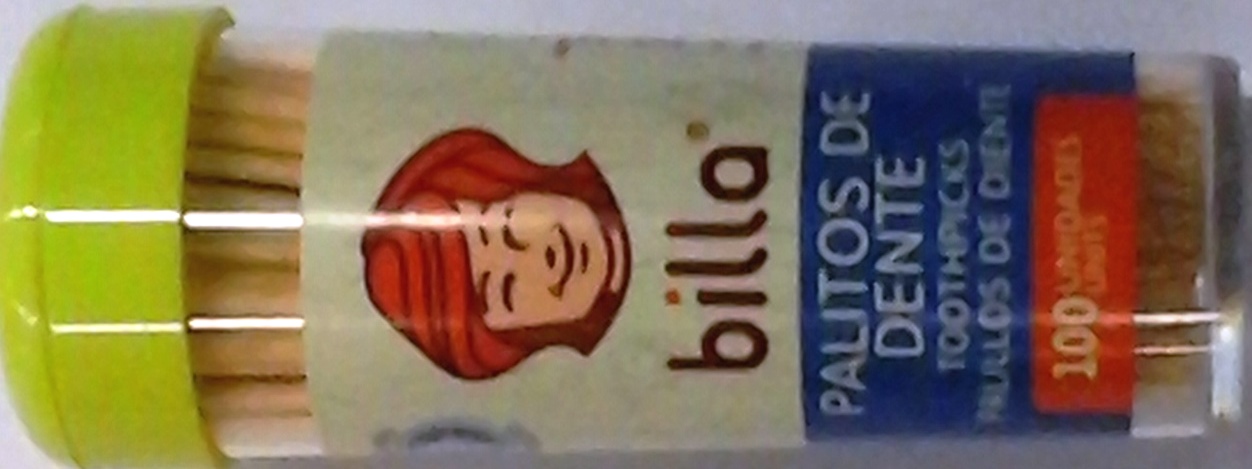 billa
PALITOS DE
DENTE
TOOTHPICKS
PALILLOS DE DIENTE
100 UNIDADES
UNITS